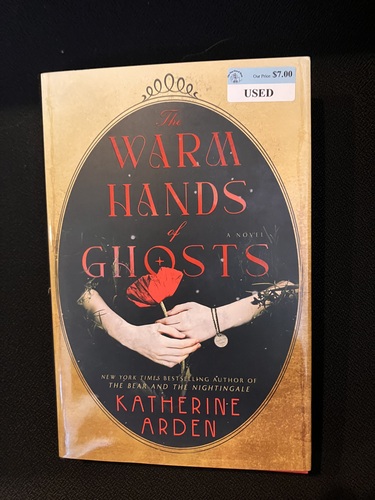 Our Price $7.00
USED
The
WARM
HANDS
of
A NOVEL
GHOSTS
NEW YORK TIMES BESTSELLING AUTHOR OF
THE BEAR AND THE NIGHTINGALE
KATHERINE
ARDEN